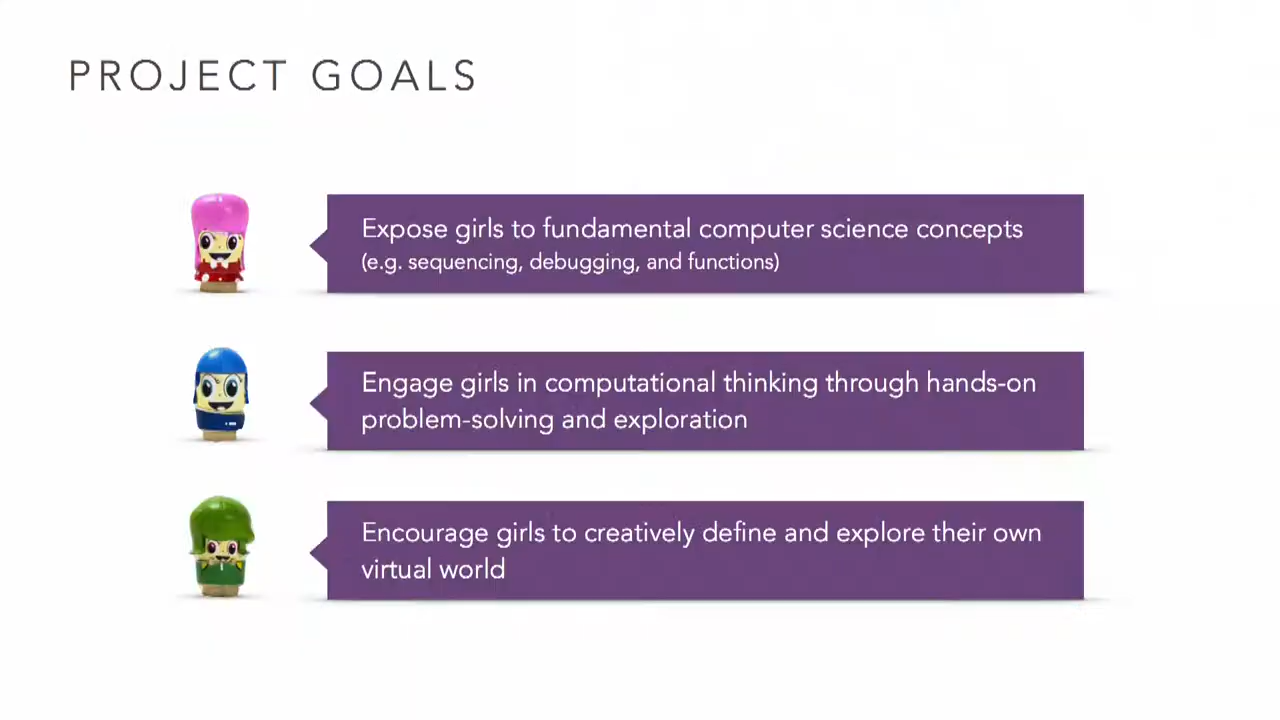 PROJECT GOALS
Expose girls to fundamental computer science concepts
(e.g. sequencing, debugging, and functions)
Engage girls in computational thinking through hands-on
problem-solving and exploration
Encourage girls to creatively define and explore their own
virtual world